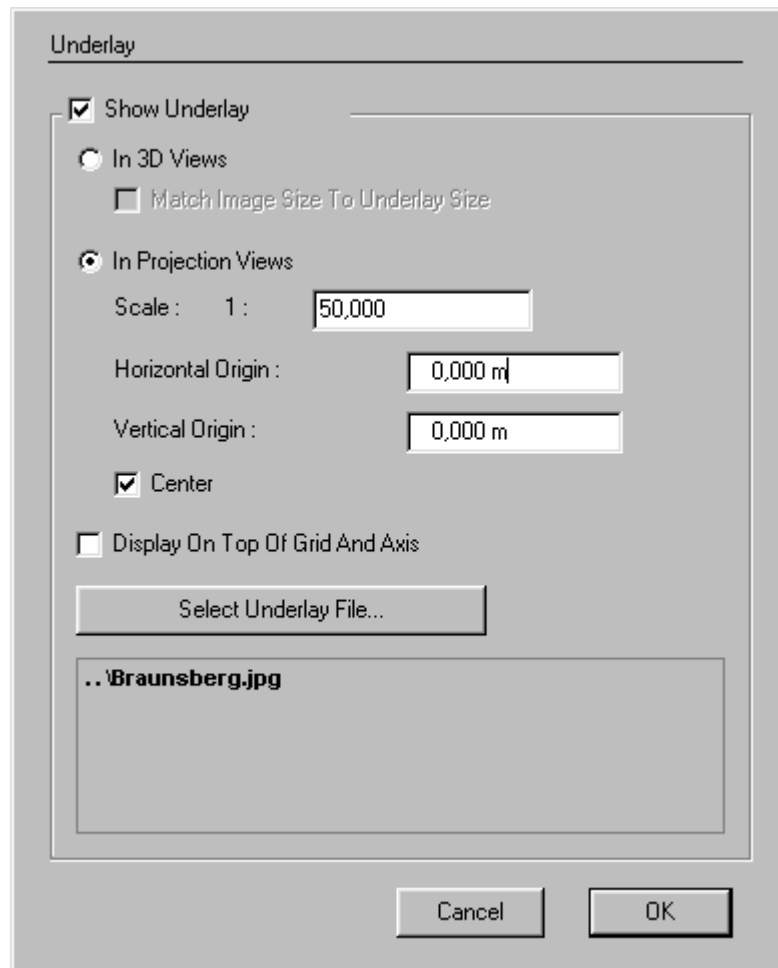 Underlay
Show Underlay
In 3D Views
Match Image Size To Underlay Size
In Projection Views
Scale : 1 : 50,000
Horizontal Origin : 0,000 m
Vertical Origin : 0,000 m
Center
Display On Top Of Grid And Axis
Select Underlay File...
..\Braunsberg.jpg
Cancel OK